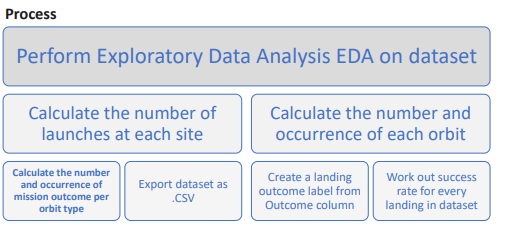 Process
Perform Exploratory Data Analysis EDA on dataset
Calculate the number of
launches at each site
Calculate the number and
occurrence of each orbit
Calculate the number
and occurrence of
mission outcome per
orbit type
Export dataset as
.CSV
Create a landing
outcome label from
Outcome column
Work out success
rate for every
landing in dataset